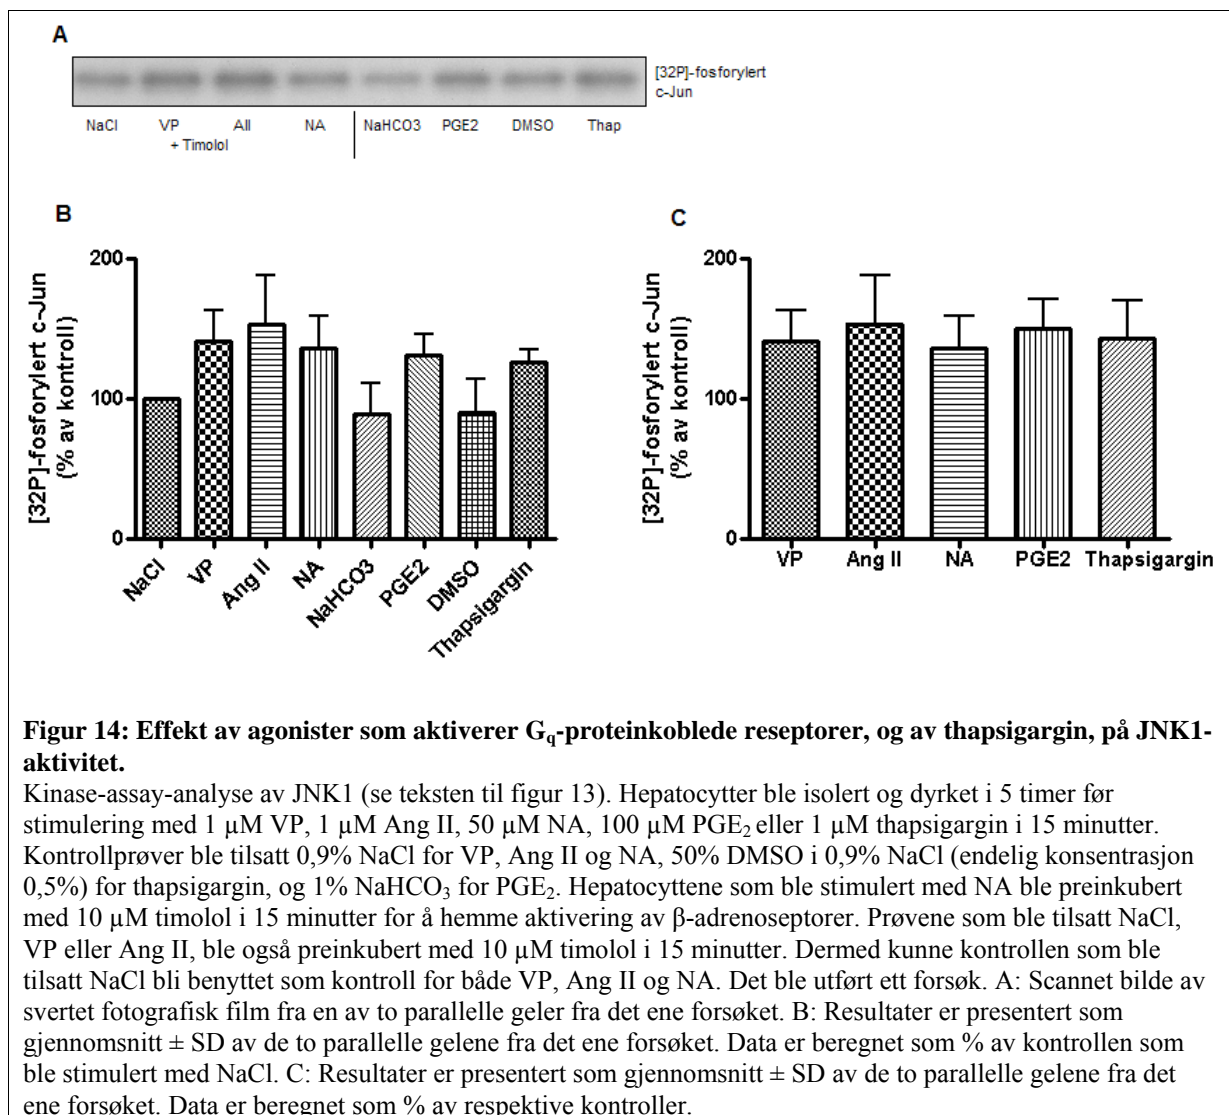 A
[32P]-fosforylert
c-Jun
NaCl VP AII NA NaHCO3 PGE2 DMSO Thap
+ Timolol
B
[32P]-fosforylert c-Jun
(% av kontroll)
200
100
0
NaCl
VP
Ang II
NA
NaHCO3
PGE2
DMSO
Thapsigargin
C
[32P]-fosforylert c-Jun
(% av kontroll)
200
100
0
VP Ang II NA PGE2 Thapsigargin
Figur 14: Effekt av agonister som aktiverer Gq-proteinkoblede reseptorer, og av thapsigargin, på JNK1-
aktivitet.
Kinase-assay-analyse av JNK1 (se teksten til figur 13). Hepatocytter ble isolert og dyrket i 5 timer før
stimulering med 1 µM VP, 1 µM Ang II, 50 µM NA, 100 µM PGE2 eller 1 µM thapsigargin i 15 minutter.
Kontrollprøver ble tilsatt 0,9% NaCl for VP, Ang II og NA, 50% DMSO i 0,9% NaCl (endelig konsentrasjon
0,5%) for thapsigargin, og 1% NaHCO3 for PGE2. Hepatocyttene som ble stimulert med NA ble preinkubert
med 10 µM timolol i 15 minutter for å hemme aktivering av β-adrenoseptorer. Prøvene som ble tilsatt NaCl,
VP eller Ang II, ble også preinkubert med 10 µM timolol i 15 minutter. Dermed kunne kontrollen som ble
tilsatt NaCl bli benyttet som kontroll for både VP, Ang II og NA. Det ble utført ett forsøk. A: Scannet bilde av
svertet fotografisk film fra en av to parallelle geler fra det ene forsøket. B: Resultater er presentert som
gjennomsnitt ± SD av de to parallelle gelene fra det ene forsøket. Data er beregnet som % av kontrollen som
ble stimulert med NaCl. C: Resultater er presentert som gjennomsnitt ± SD av de to parallelle gelene fra det
ene forsøket. Data er beregnet som % av respektive kontroller.